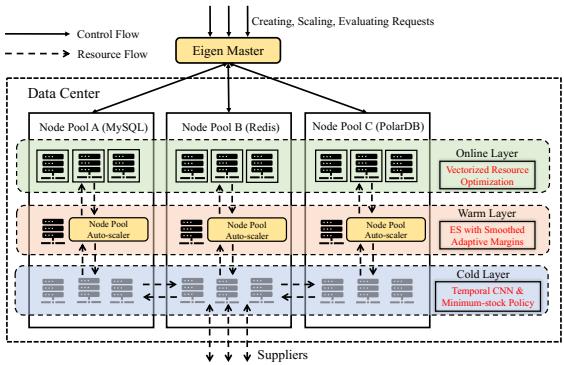 Creating, Scaling, Evaluating Requests
Control Flow
Resource Flow
Eigen Master
Data Center
Node Pool A (MySQL)
Node Pool B (Redis)
Node Pool C (PolarDB)
Online Layer
Vectorized Resource
Optimization
Warm Layer
Node Pool
Auto-scaler
Node Pool
Auto-scaler
Node Pool
Auto-scaler
ES with Smoothed
Adaptive Margins
Cold Layer
Temporal CNN &
Minimum-stock Policy
Suppliers